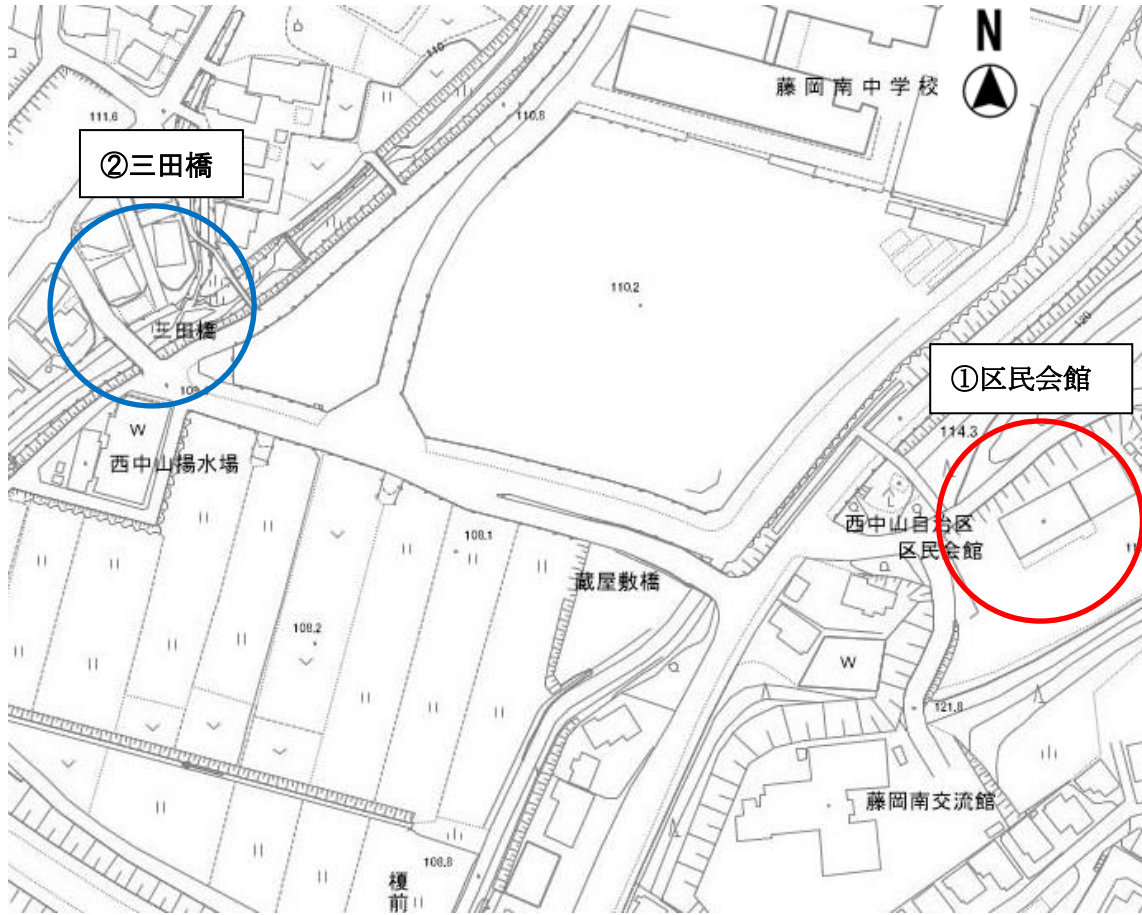 N
藤岡南中学校
110
111.6
110.8
②三田橋
110.2
三田橋
120
①区民会館
114.3
W
西中山揚水場
西中山自治区
区民会館
108.1
蔵屋敷橋
108.2
W
121.8
藤岡南交流館
108.8
榎前